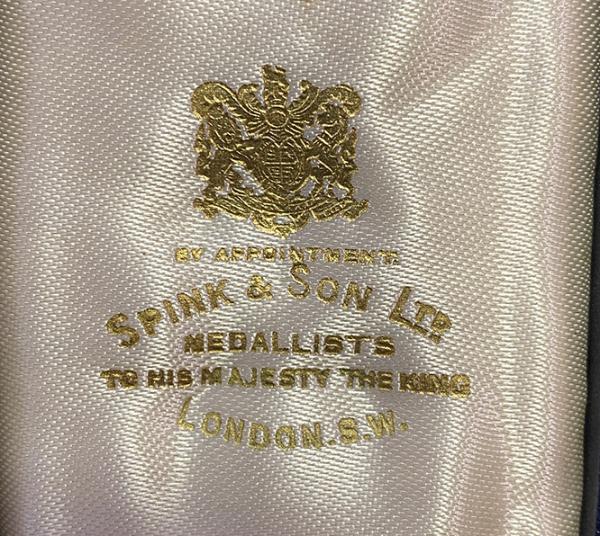 BY APPOINTMENT.
SPINK & SON LTD
MEDALLISTS
TO HIS MAJESTY THE KING
LONDON.S.W.